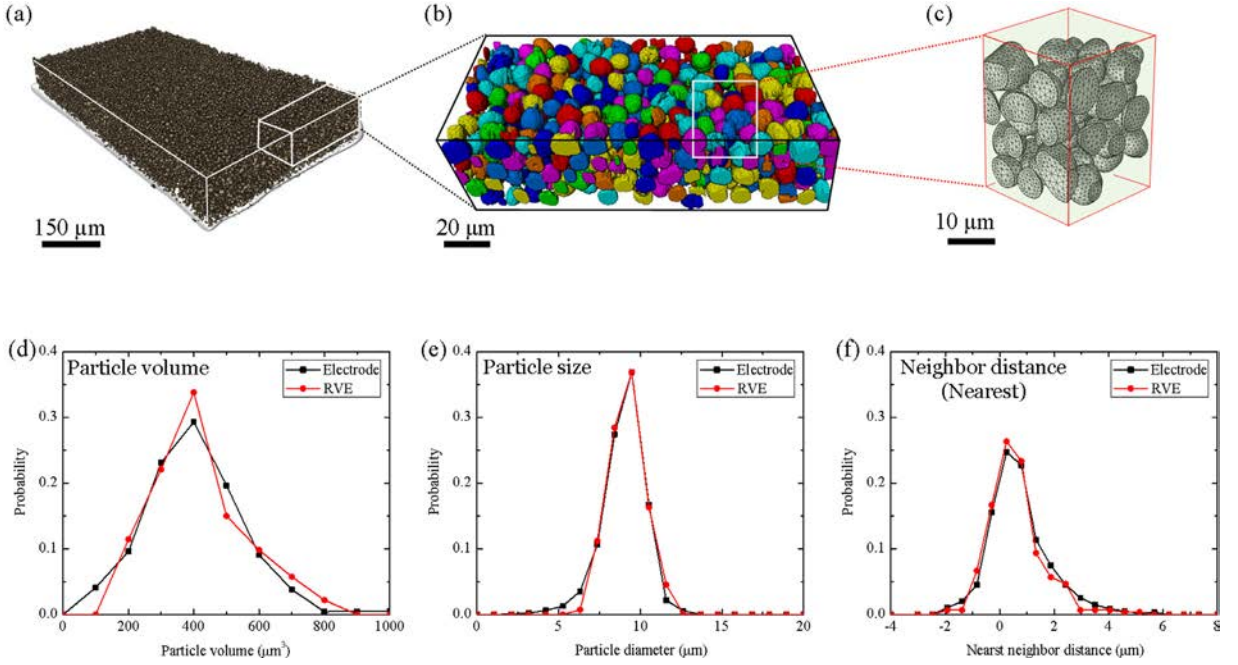 (a)
(b)
(c)
150 µm
20 µm
10 µm
(d)
Particle volume
Electrode
RVE
0.4
0.3
0.2
0.1
0.0
Probability
0
200
400
600
800
1000
Particle volume (µm³)
(e)
Particle size
Electrode
RVE
0.4
0.3
0.2
0.1
0.0
Probability
0
5
10
15
20
Particle diameter (µm)
(f)
Neighbor distance
(Nearest)
Electrode
RVE
0.4
0.3
0.2
0.1
0.0
Probability
-4
-2
0
2
4
6
8
Nearst neighbor distance (µm)